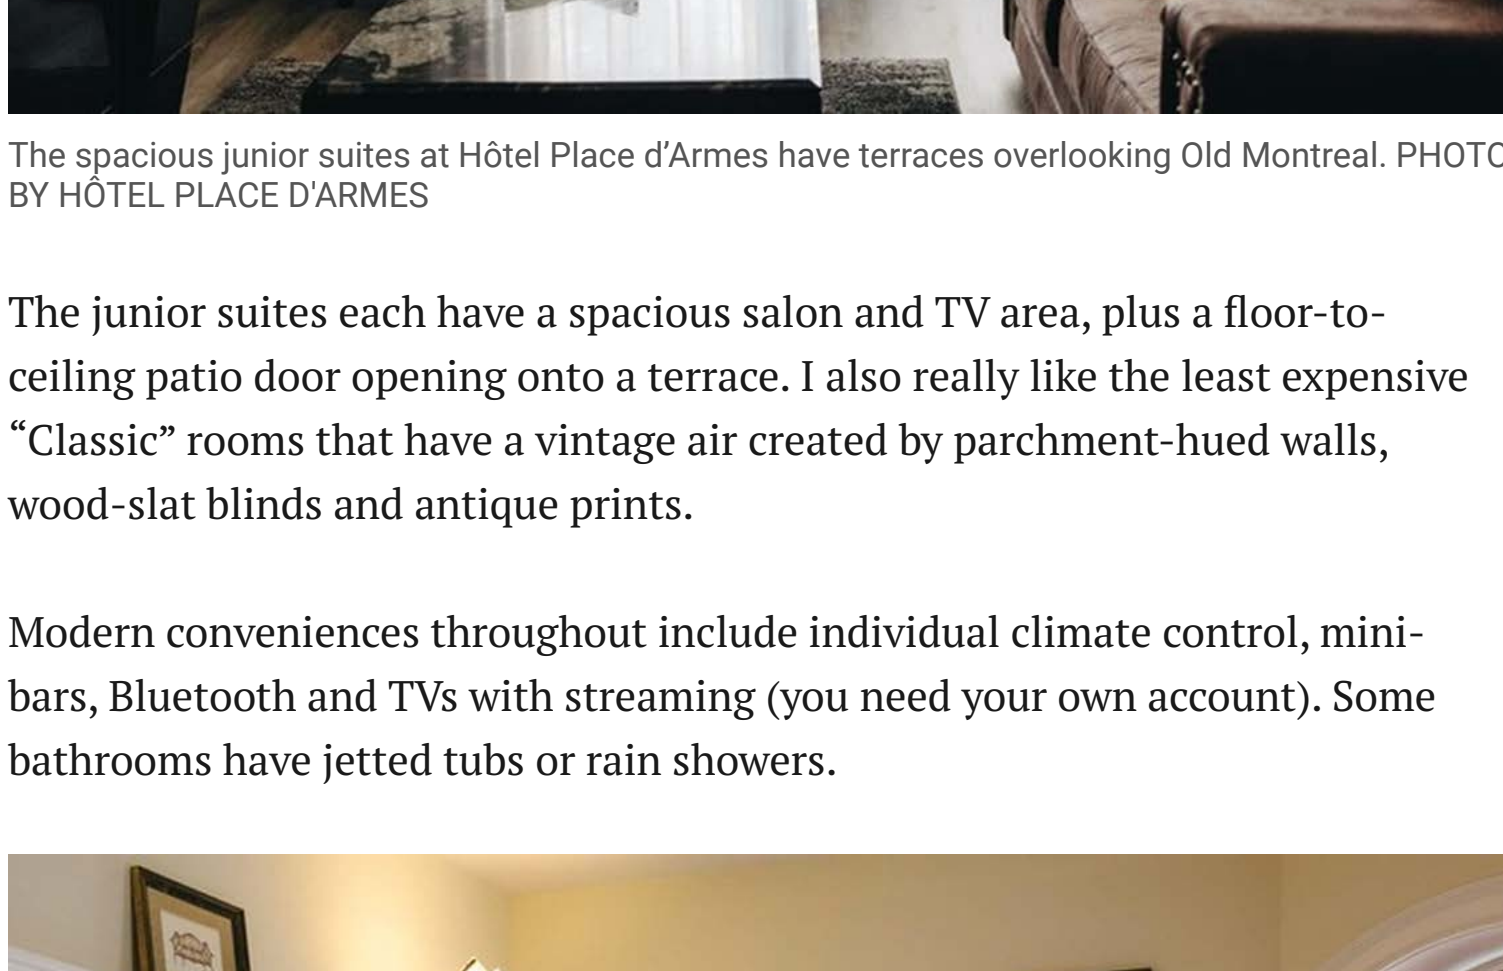 The spacious junior suites at Hôtel Place d’Armes have terraces overlooking Old Montreal. PHOTO
BY HÔTEL PLACE D'ARMES
The junior suites each have a spacious salon and TV area, plus a floor-to-
ceiling patio door opening onto a terrace. I also really like the least expensive
“Classic” rooms that have a vintage air created by parchment-hued walls,
wood-slat blinds and antique prints.
Modern conveniences throughout include individual climate control, mini-
bars, Bluetooth and TVs with streaming (you need your own account). Some
bathrooms have jetted tubs or rain showers.